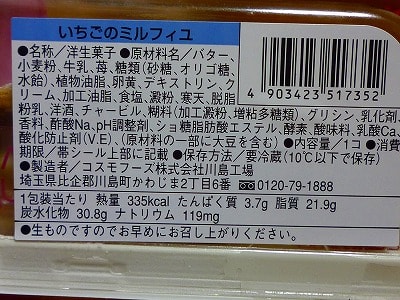 いちごのミルフィユ
●名称/洋生菓子●原材料名/バター、
小麦粉、牛乳、苺、糖類(砂糖、オリゴ糖、
水飴)、植物油脂、卵黄、デキストリン、ク
リーム、加工油脂、食塩、澱粉、寒天、脱脂
粉乳、洋酒、チャービル、糊料(加工澱粉、増粘多糖類)、グリシン、乳化剤、
香料、酢酸Na、pH調整剤、ショ糖脂肪酸エステル、酵素、酸味料、乳酸Ca、
酸化防止剤(V.E)、(原材料の一部に大豆を含む)●内容量/1コ●消費
期限/帯シール上部に記載●保存方法/要冷蔵(10℃以下で保存)
●製造者/コスモフーズ株式会社川島工場
埼玉県比企郡川島町かわじま2丁目6番 0120-79-1888
1包装当たり 熱量 335kcal たんぱく質 3.7g 脂質 21.9g
炭水化物 30.8g ナトリウム 119mg
●生ものですのでお早めにお召し上がりください。
4 903423 517352